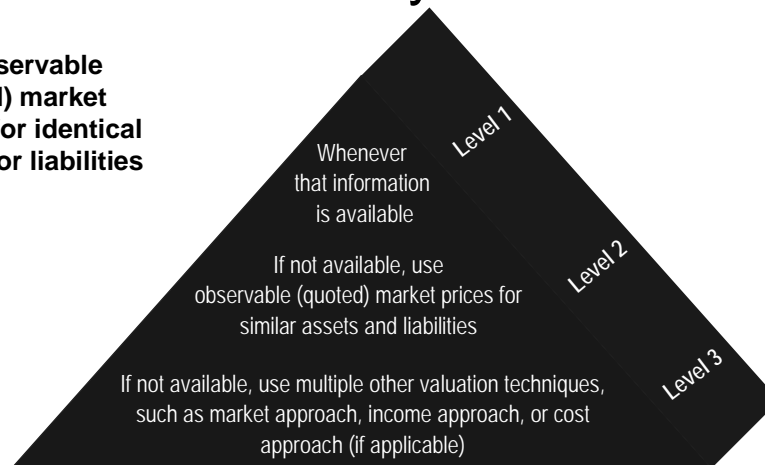 market
or identical
or liabilities
Whenever
that information
is available
Level 1
If not available, use
observable (quoted) market prices for
similar assets and liabilities
Level 2
If not available, use multiple other valuation techniques,
such as market approach, income approach, or cost
approach (if applicable)
Level 3